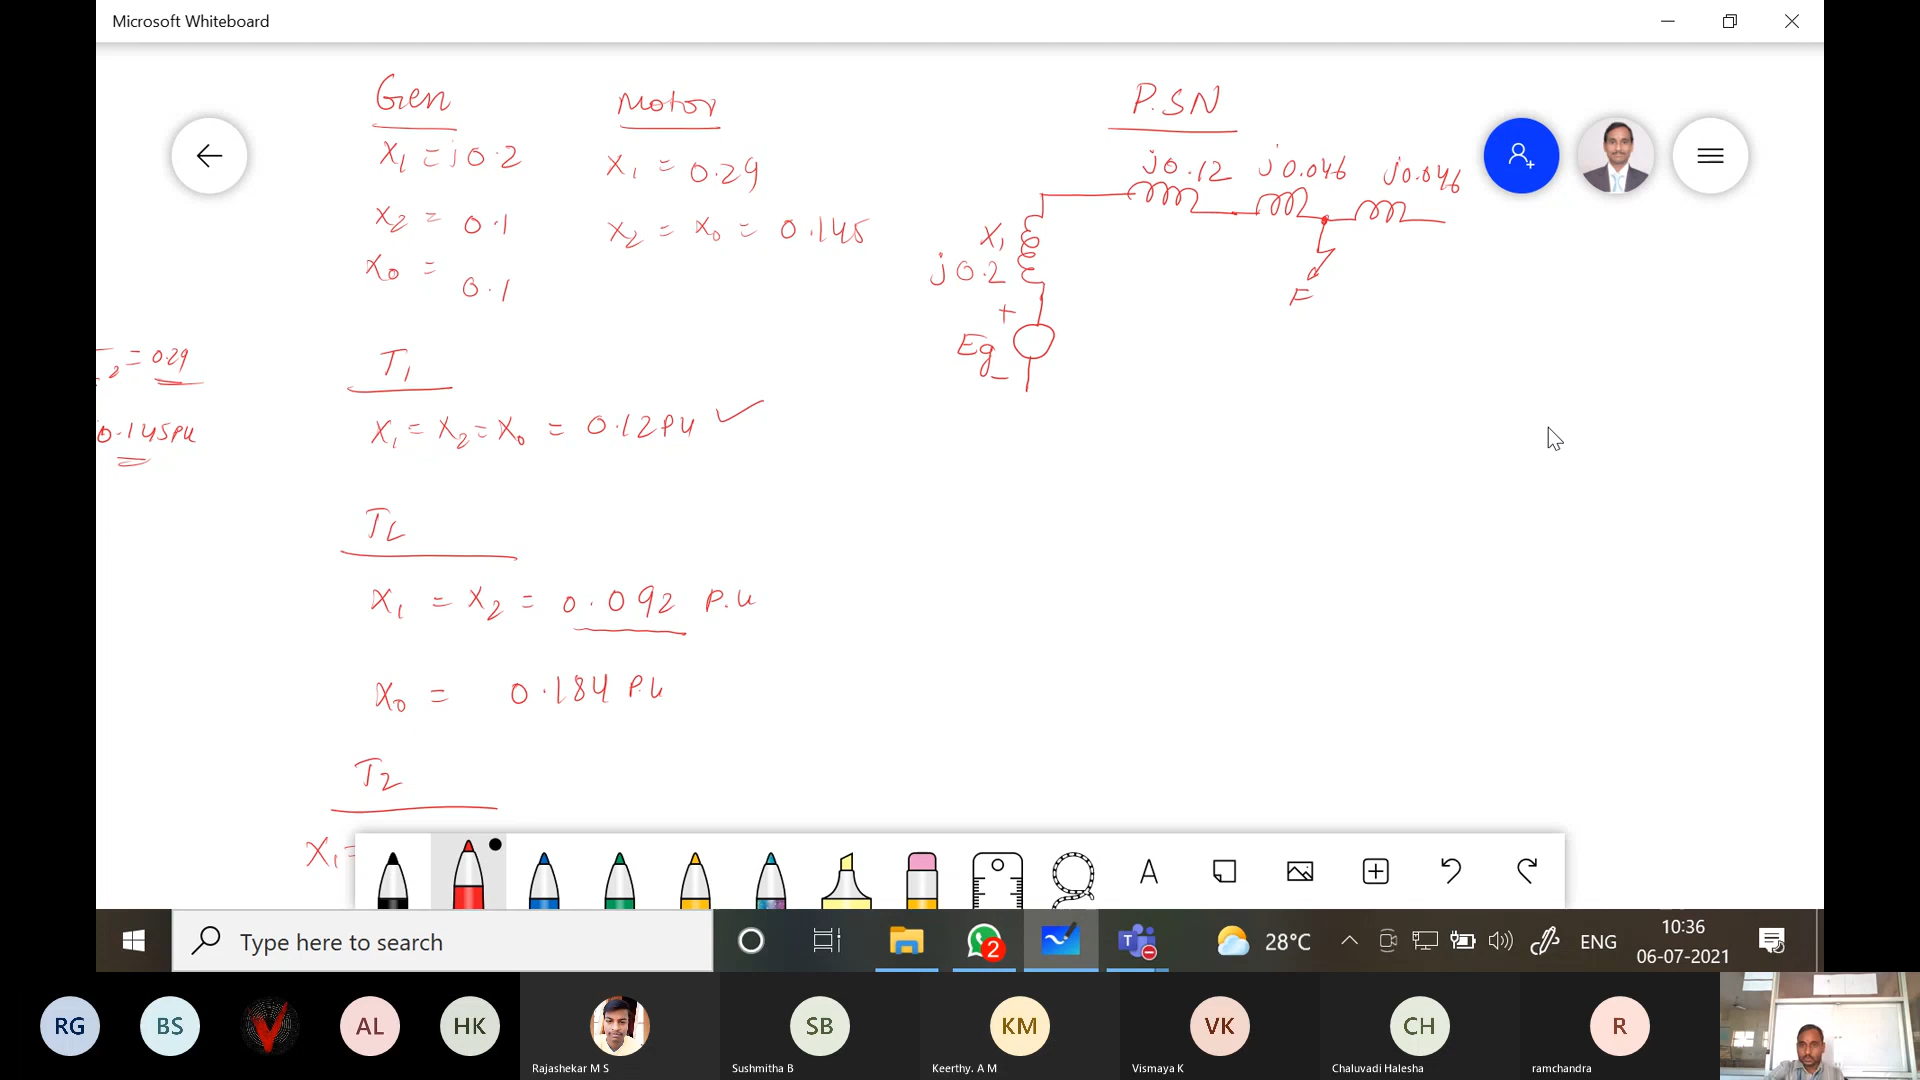 Microsoft Whiteboard
Gen
X1 = j0.2
X2 = 0.1
X0 = 0.1
Motor
X1 = 0.29
X2 = X0 = 0.145
P.SN
j0.12 j0.046 j0.046
X1
j0.2
+
Eg
-
F
2 = 0.29
0.145PU
T1
X1 = X2 = X0 = 0.12PU ✓
TL
X1 = X2 = 0.092 P.U
X0 = 0.184 P.U
T2
X1 =
A
Type here to search
2
28°C
ENG
10:36
06-07-2021
RG
BS
AL
HK
Rajashekar M S
SB
Sushmitha B
KM
Keerthy. A M
VK
Vismaya K
CH
Chaluvadi Halesha
R
ramchandra